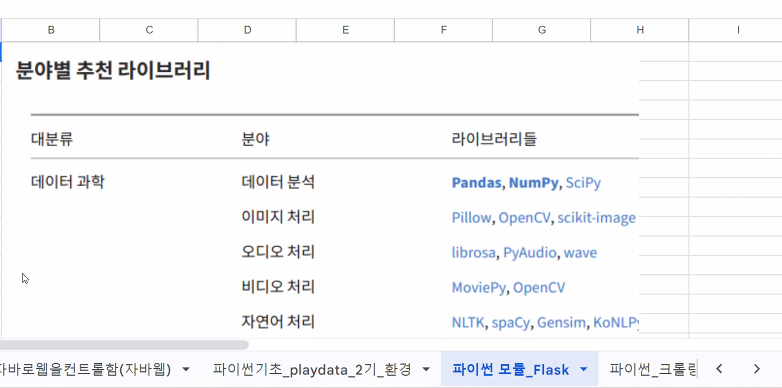 B C D E F G H I
분야별 추천 라이브러리
대분류 분야 라이브러리들
데이터 과학 데이터 분석 Pandas, NumPy, SciPy
이미지 처리 Pillow, OpenCV, scikit-image
오디오 처리 librosa, PyAudio, wave
비디오 처리 MoviePy, OpenCV
자연어 처리 NLTK, spaCy, Gensim, KoNLPy
자바로웹을컨트롤함(자바웹) 파이썬기초_playdata_2기_환경 파이썬 모듈_Flask 파이썬_크롤링